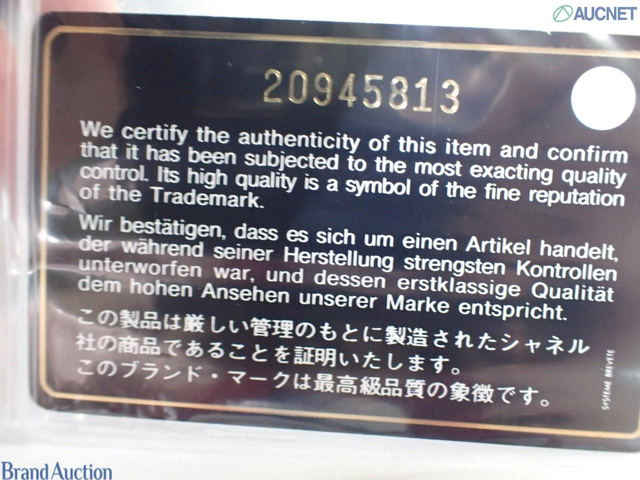 AUCNET
20945813
We certify the authenticity of this item and confirm
that it has been subjected to the most exacting quality
control. Its high quality is a symbol of the fine reputation
of the Trademark.
Wir bestätigen, dass es sich um einen Artikel handelt,
der während seiner Herstellung strengsten Kontrollen
unterworfen war, und dessen erstklassige Qualität
dem hohen Ansehen unserer Marke entspricht.
この製品は厳しい管理のもとに製造されたシャネル
社の商品であることを証明いたします。
このブランド・マークは最高級品質の象徴です。
SYSTEME BREVETE
Brand Auction